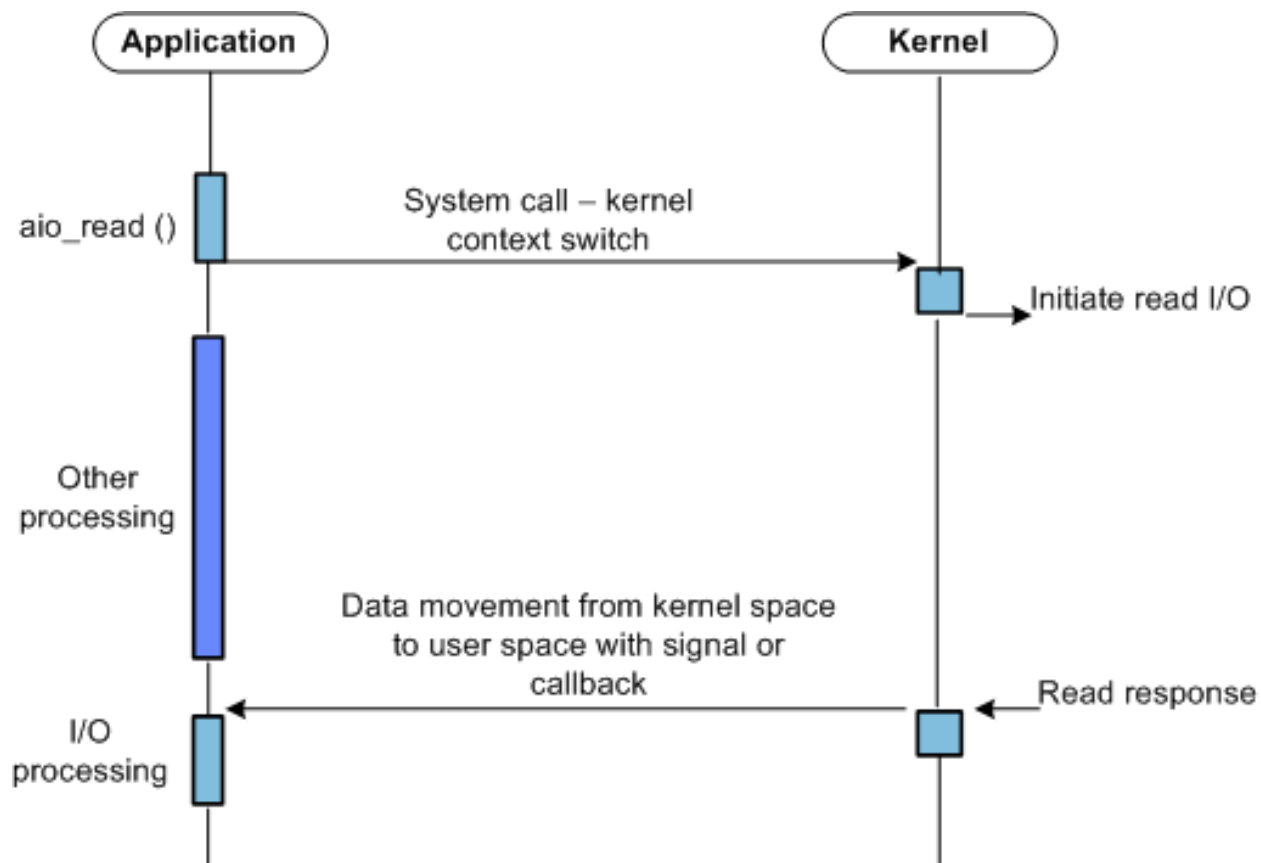 Application
Kernel
System call – kernel
context switch
aio_read ()
Initiate read I/O
Other
processing
Data movement from kernel space
to user space with signal or
callback
Read response
I/O
processing